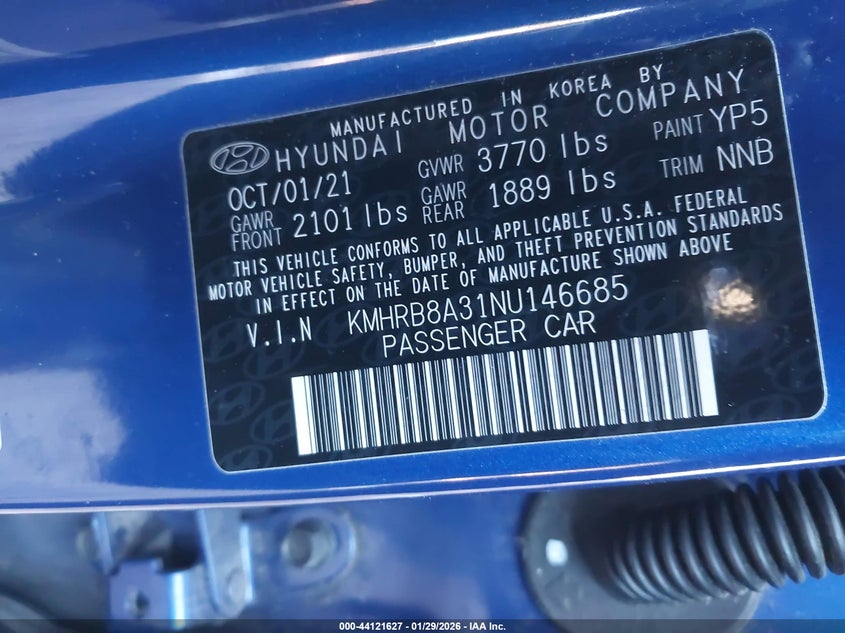 MANUFACTURED IN KOREA BY
HYUNDAI MOTOR COMPANY
OCT/01/21 GVWR 3770 lbs PAINT YP5
GAWR FRONT 2101 lbs GAWR REAR 1889 lbs TRIM NNB
THIS VEHICLE CONFORMS TO ALL APPLICABLE U.S.A. FEDERAL
MOTOR VEHICLE SAFETY, BUMPER, AND THEFT PREVENTION STANDARDS
IN EFFECT ON THE DATE OF MANUFACTURE SHOWN ABOVE
V.I.N KMHRB8A31NU146685
PASSENGER CAR
000-44121627 - 01/29/2026 - IAA Inc.